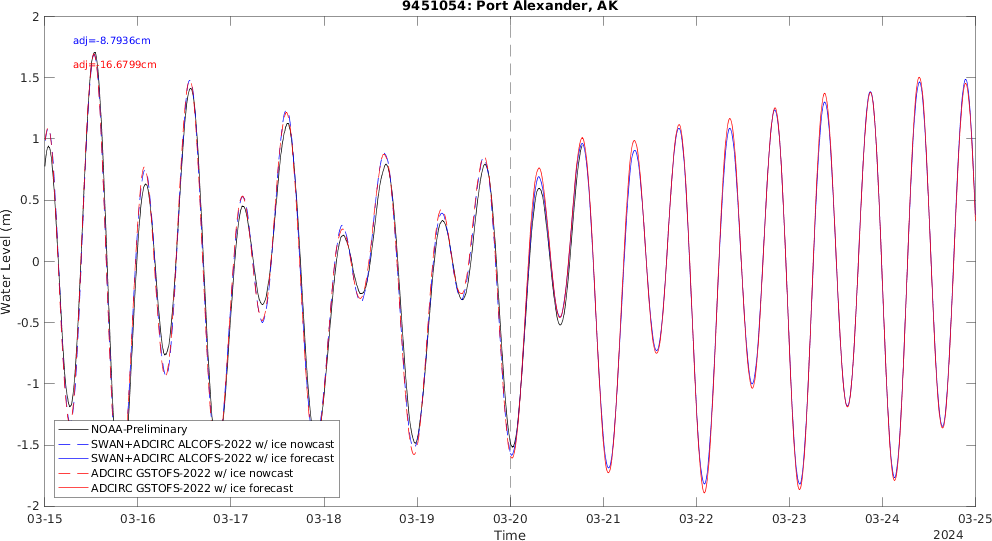 9451054: Port Alexander, AK
adj=-8.7936cm
adj=-16.6799cm
2
1.5
1
0.5
0
-0.5
-1
-1.5
-2
Water Level (m)
NOAA-Preliminary
SWAN+ADCIRC ALCOFS-2022 w/ ice nowcast
SWAN+ADCIRC ALCOFS-2022 w/ ice forecast
ADCIRC GSTOFS-2022 w/ ice nowcast
ADCIRC GSTOFS-2022 w/ ice forecast
03-15 03-16 03-17 03-18 03-19 03-20 03-21 03-22 03-23 03-24 03-25
Time
2024